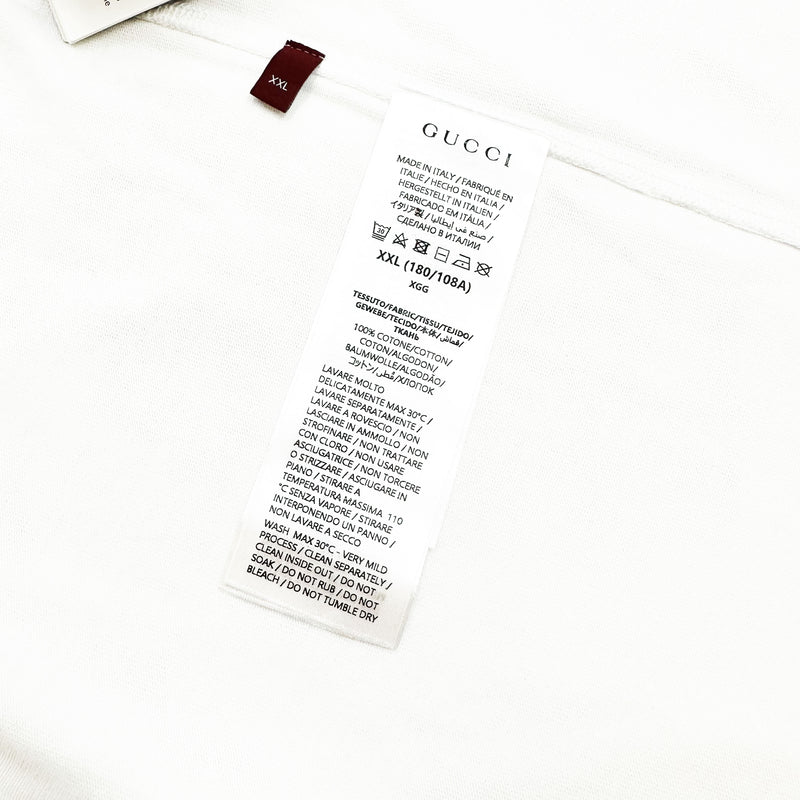 XXL
GUCCI
MADE IN ITALY / FABRIQUÉ EN
ITALIE / HECHO EN ITALIA /
HERGESTELLT IN ITALIEN /
FABRICADO EM ITÁLIA /
イタリア製 / صنع في إيطاليا /
СДЕЛАНО В ИТАЛИИ
30
XXL (180/108A)
XGG
TESSUTO/FABRIC/TISSU/TEJIDO/
GEWEBE/TECIDO/本体/قماش/
ТКАНЬ
100% COTONE/COTTON/
COTON/ALGODON/
BAUMWOLLE/ALGODÃO/
コットン/قطن/ХЛОПОК
LAVARE MOLTO
DELICATAMENTE MAX 30°C /
LAVARE SEPARATAMENTE /
LAVARE A ROVESCIO / NON
LASCIARE IN AMMOLLO / NON
STROFINARE / NON TRATTARE
CON CLORO / NON USARE
ASCIUGATRICE / NON TORCERE
O STRIZZARE / ASCIUGARE IN
PIANO / STIRARE A
TEMPERATURA MASSIMA 110
°C SENZA VAPORE / STIRARE
INTERPONENDO UN PANNO /
NON LAVARE A SECCO
WASH MAX 30°C - VERY MILD
PROCESS / CLEAN SEPARATELY /
CLEAN INSIDE OUT / DO NOT
SOAK / DO NOT RUB / DO NOT
BLEACH / DO NOT TUMBLE DRY